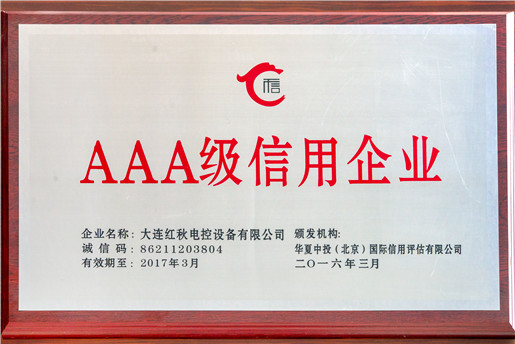 信
AAA级信用企业
企业名称：大连红秋电控设备有限公司
诚信码：86211203804
有效期至：2017年3月
颁发机构：
华夏中投（北京）国际信用评估有限公司
二〇一六年三月